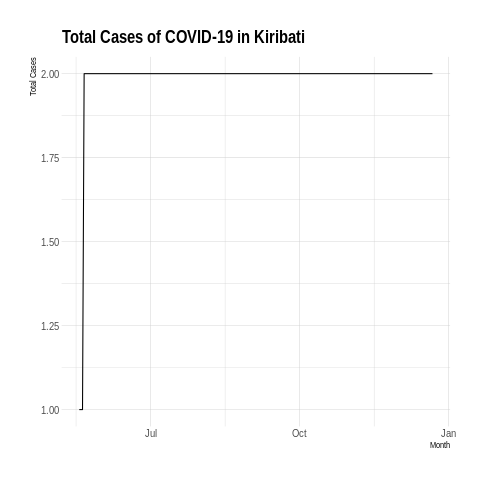 Total Cases of COVID-19 in Kiribati
Total Cases
2.00
1.75
1.50
1.25
1.00
Jul
Oct
Jan
Month